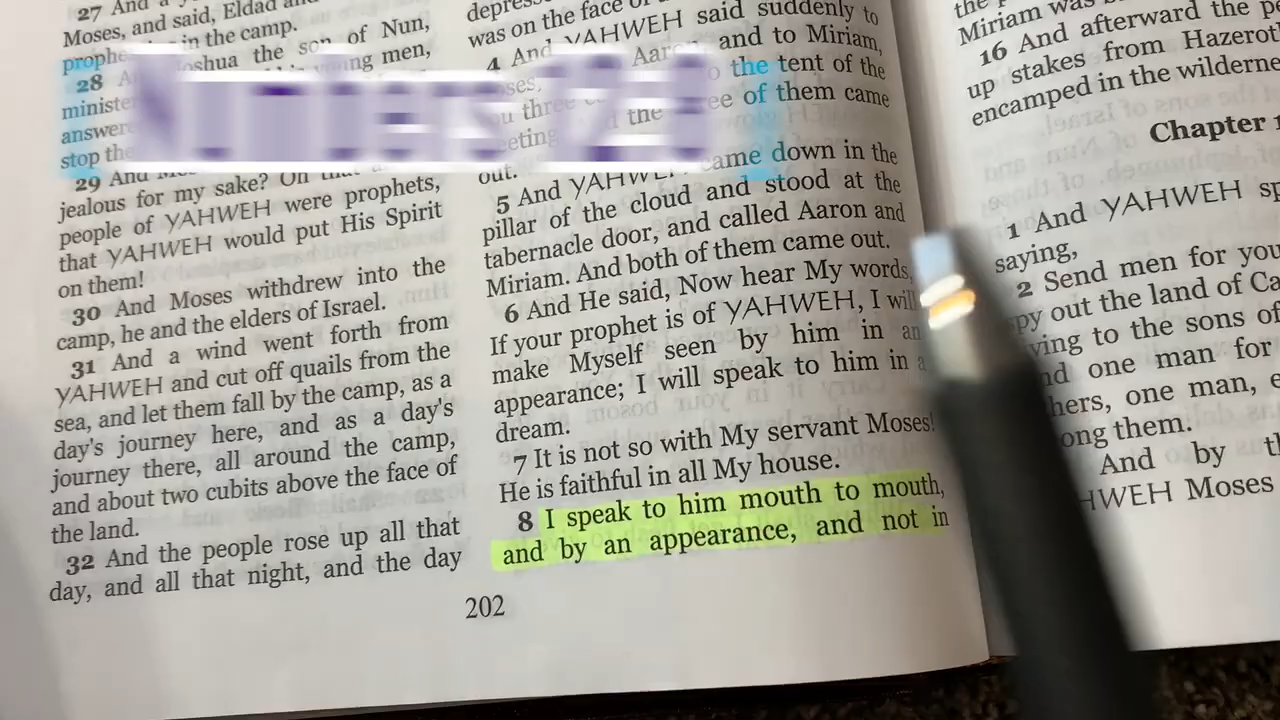 27 And a
Moses, and said, Eldad and
in the camp.
the son of Nun,
young men,
28
answer
stop the
29 And
jealous for my sake? Oh that
people of YAHWEH were prophets,
that YAHWEH would put His Spirit
on them!
30 And Moses withdrew into the
camp, he and the elders of Israel.
31 And a wind went forth from
YAHWEH and cut off quails from the
sea, and let them fall by the camp, as a
day's journey here, and as a day's
journey there, all around the camp,
and about two cubits above the face of
the land.
32 And the people rose up all that
day, and all that night, and the day
was on the face of
4 And YAHWEH said suddenly to
and to Miriam,
the tent of the
of them came
out.
Numbers 12-8
5 And YAHWEH came down in the
pillar of the cloud and stood at the
tabernacle door, and called Aaron and
Miriam. And both of them came out.
6 And He said, Now hear My words,
If your prophet is of YAHWEH, I will
make Myself seen by him in an
appearance; I will speak to him in a
dream.
7 It is not so with My servant Moses!
He is faithful in all My house.
8 I speak to him mouth to mouth,
and by an appearance, and not in
202
Miriam was
16 And afterward the
up stakes from
encamped in the
Chapter
1 And YAHWEH
saying,
2 Send men for you
out the land of
to the sons of
one man for
one man,
them.
And by
Moses